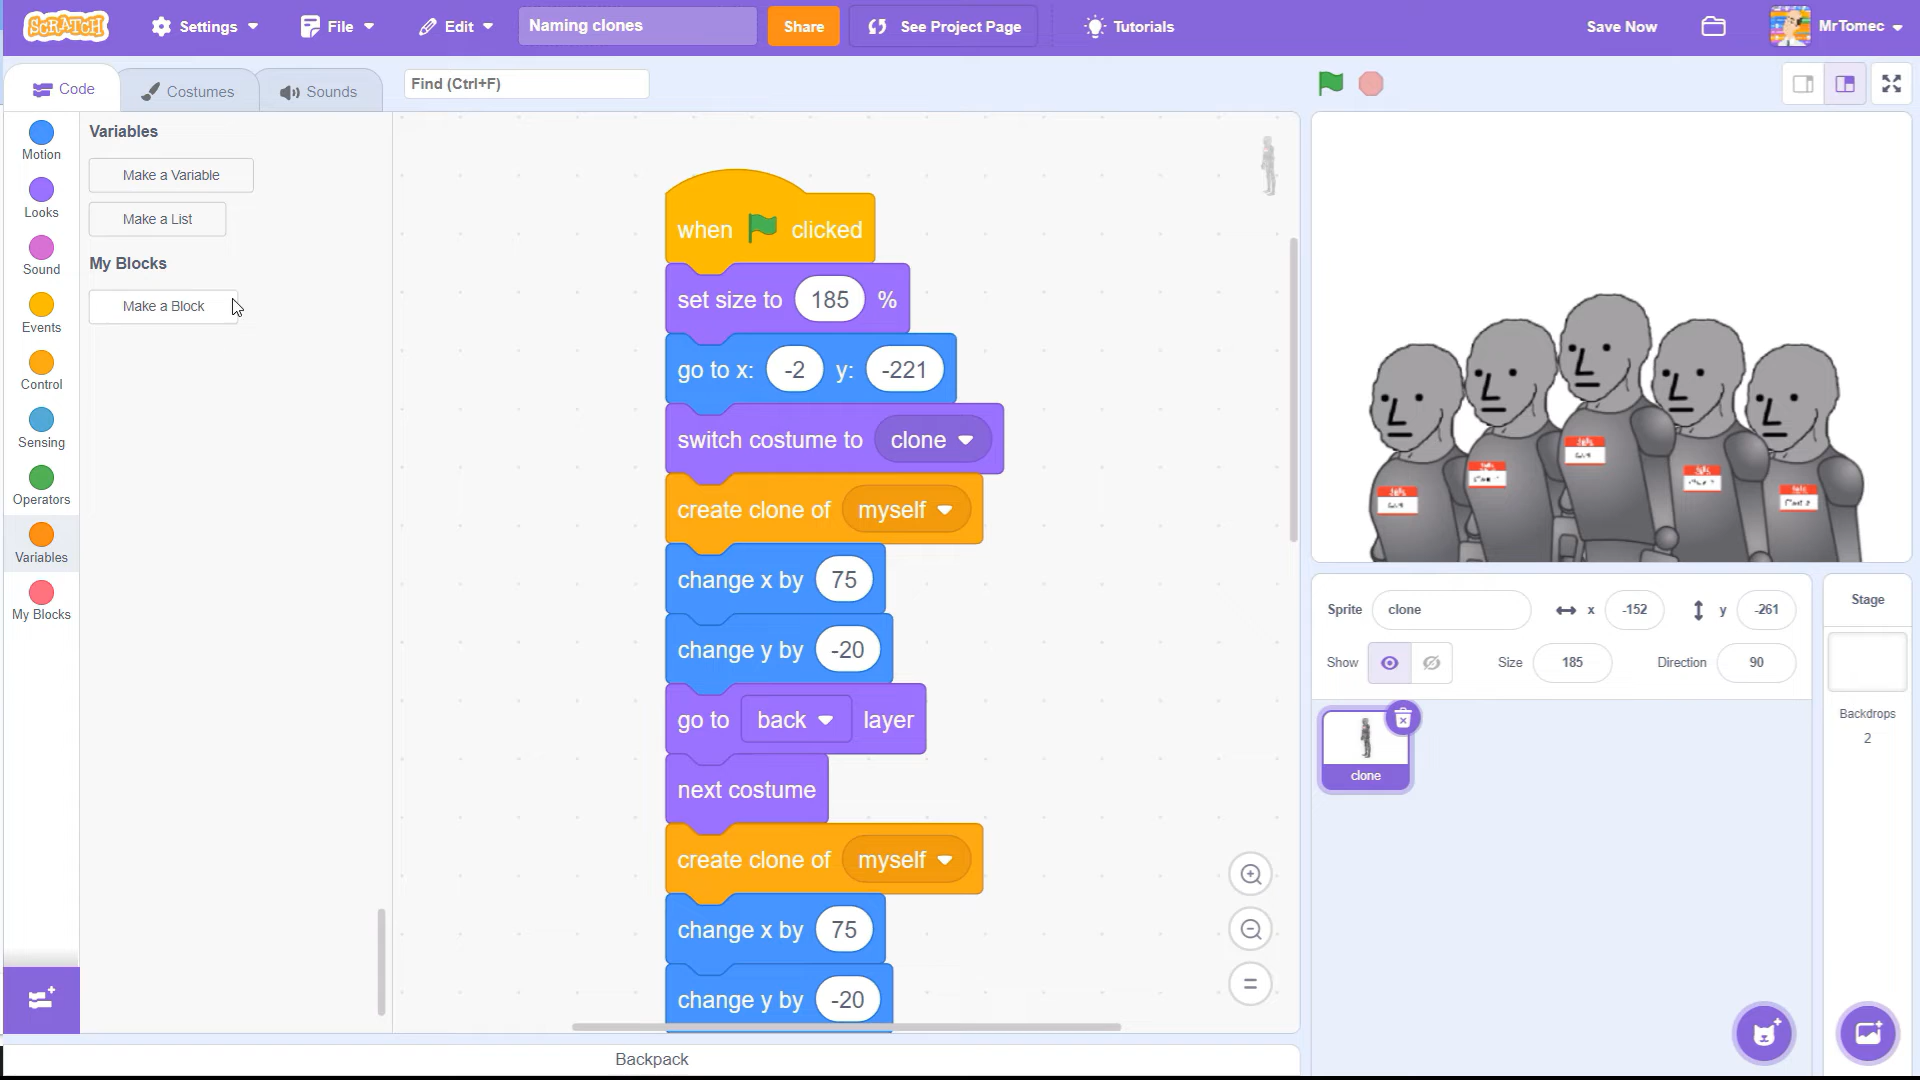 SCRATCH
Settings
File
Edit
Naming clones
Share
See Project Page
Tutorials
Save Now
MrTomec
Code
Costumes
Sounds
Find (Ctrl+F)
Motion
Looks
Sound
Events
Control
Sensing
Operators
Variables
My Blocks
Variables
Make a Variable
Make a List
My Blocks
Make a Block
when clicked
set size to 185 %
go to x: -2 y: -221
switch costume to clone
create clone of myself
change x by 75
change y by -20
go to back layer
next costume
create clone of myself
change x by 75
change y by -20
Backpack
Sprite clone x -152 y -261
Show Size 185 Direction 90
clone
Stage
Backdrops
2